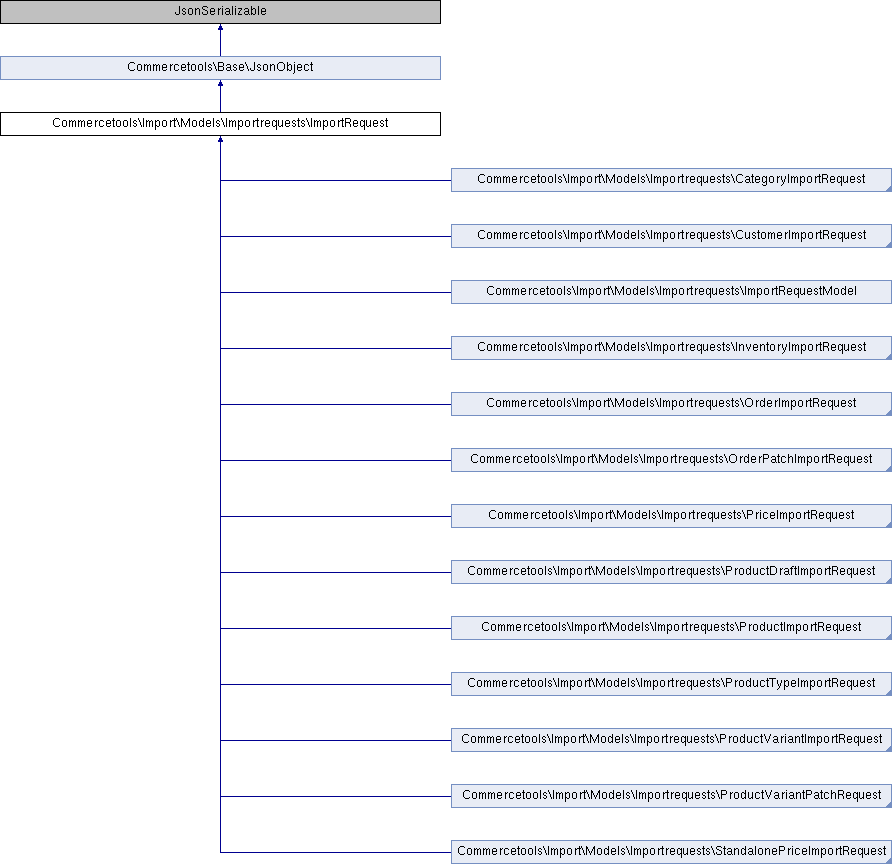 JsonSerializable
Commercetools\Base\JsonObject
Commercetools\Import\Models\Importrequests\ImportRequest
Commercetools\Import\Models\Importrequests\CategoryImportRequest
Commercetools\Import\Models\Importrequests\CustomerImportRequest
Commercetools\Import\Models\Importrequests\ImportRequestModel
Commercetools\Import\Models\Importrequests\InventoryImportRequest
Commercetools\Import\Models\Importrequests\OrderImportRequest
Commercetools\Import\Models\Importrequests\OrderPatchImportRequest
Commercetools\Import\Models\Importrequests\PriceImportRequest
Commercetools\Import\Models\Importrequests\ProductDraftImportRequest
Commercetools\Import\Models\Importrequests\ProductImportRequest
Commercetools\Import\Models\Importrequests\ProductTypeImportRequest
Commercetools\Import\Models\Importrequests\ProductVariantImportRequest
Commercetools\Import\Models\Importrequests\ProductVariantPatchRequest
Commercetools\Import\Models\Importrequests\StandalonePriceImportRequest